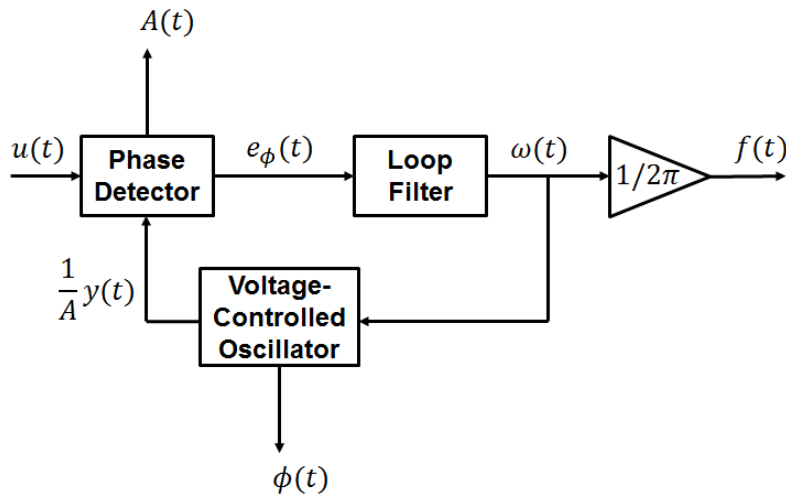 A(t)
u(t)
Phase
Detector
e_ϕ(t)
Loop
Filter
ω(t)
1/2π
f(t)
1/A y(t)
Voltage-
Controlled
Oscillator
ϕ(t)